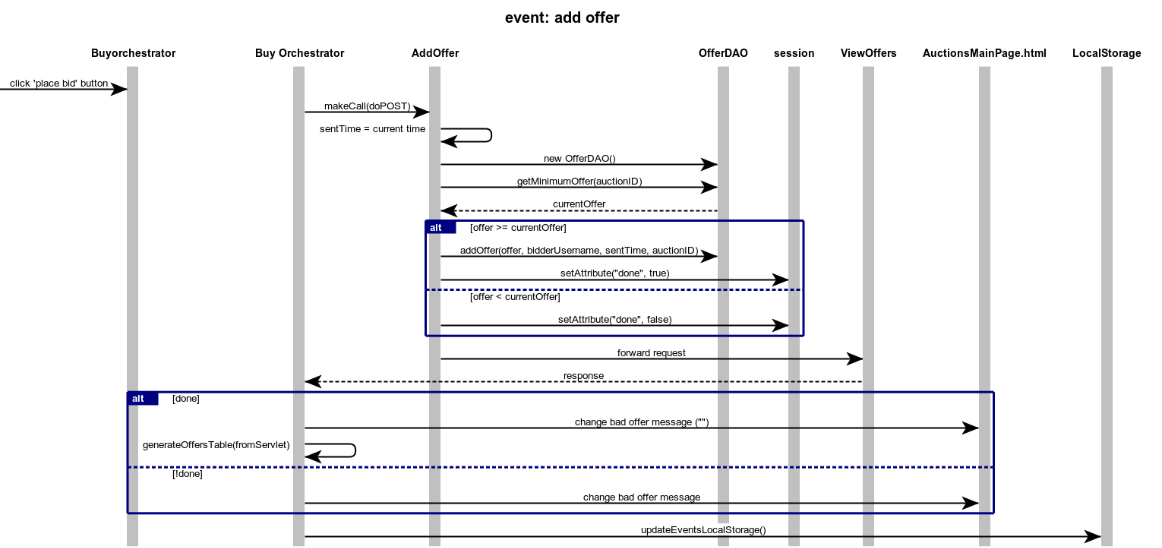 event: add offer
Buyorchestrator Buy Orchestrator AddOffer OfferDAO session ViewOffers AuctionsMainPage.html LocalStorage
click 'place bid' button
makeCall(doPOST)
sentTime = current time
new OfferDAO()
getMinimumOffer(auctionID)
currentOffer
alt [offer >= currentOffer]
addOffer(offer, bidderUsername, sentTime, auctionID)
setAttribute("done", true)
[offer < currentOffer]
setAttribute("done", false)
forward request
response
alt [done]
change bad offer message ("")
generateOffersTable(fromServlet)
[!done]
change bad offer message
updateEventsLocalStorage()